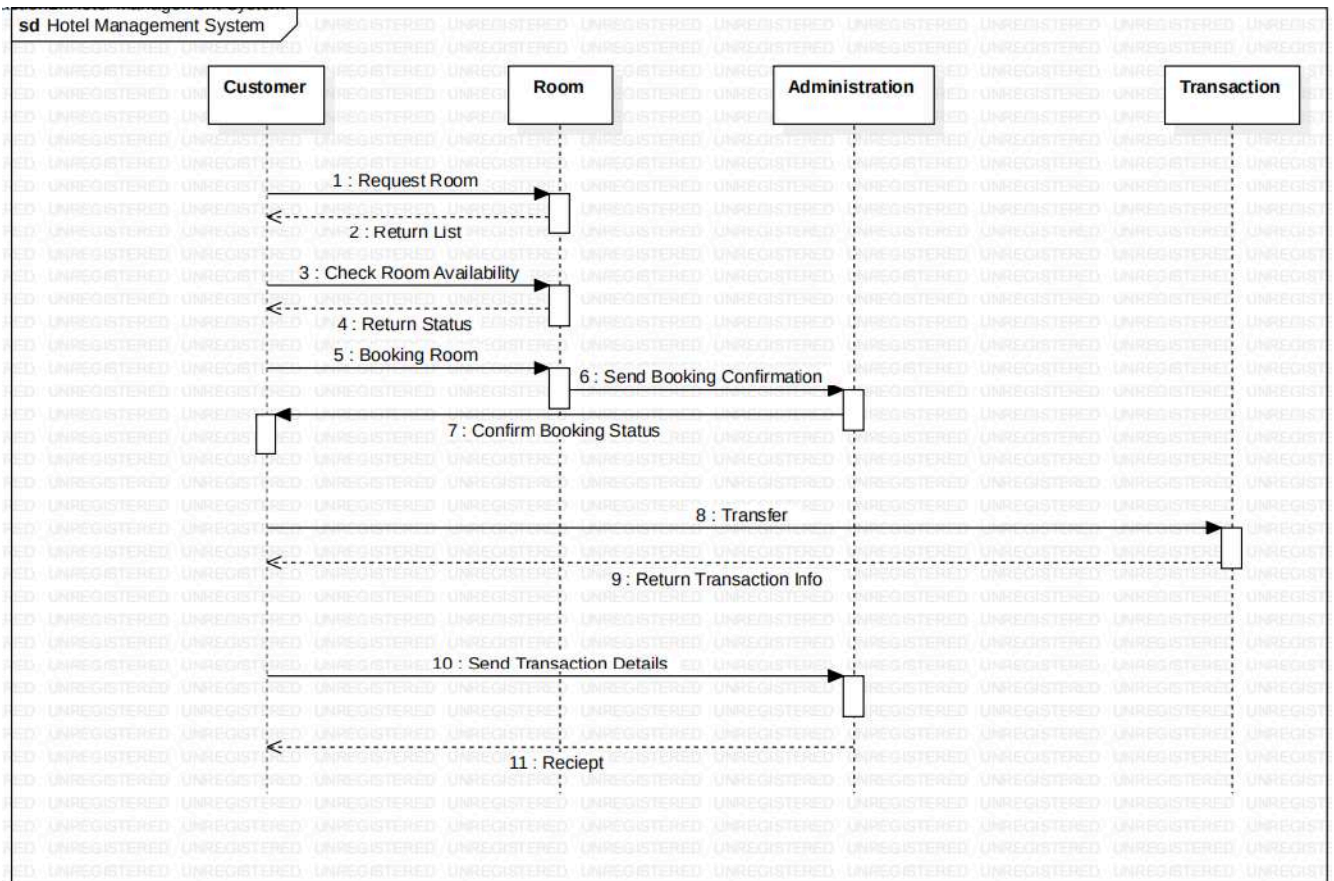 sd Hotel Management System
Customer
Room
Administration
Transaction
1 : Request Room
2 : Return List
3 : Check Room Availability
4 : Return Status
5 : Booking Room
6 : Send Booking Confirmation
7 : Confirm Booking Status
8 : Transfer
9 : Return Transaction Info
10 : Send Transaction Details
11 : Reciept
UNREGISTERED